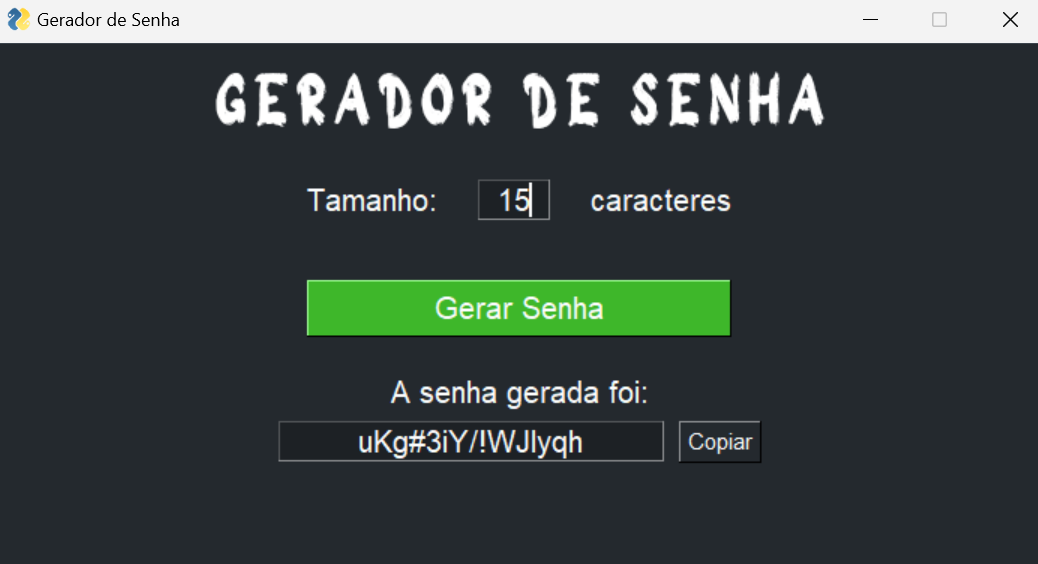 Gerador de Senha
GERADOR DE SENHA
Tamanho: 15 caracteres
Gerar Senha
A senha gerada foi:
uKg#3iY/!WJlyqh Copiar